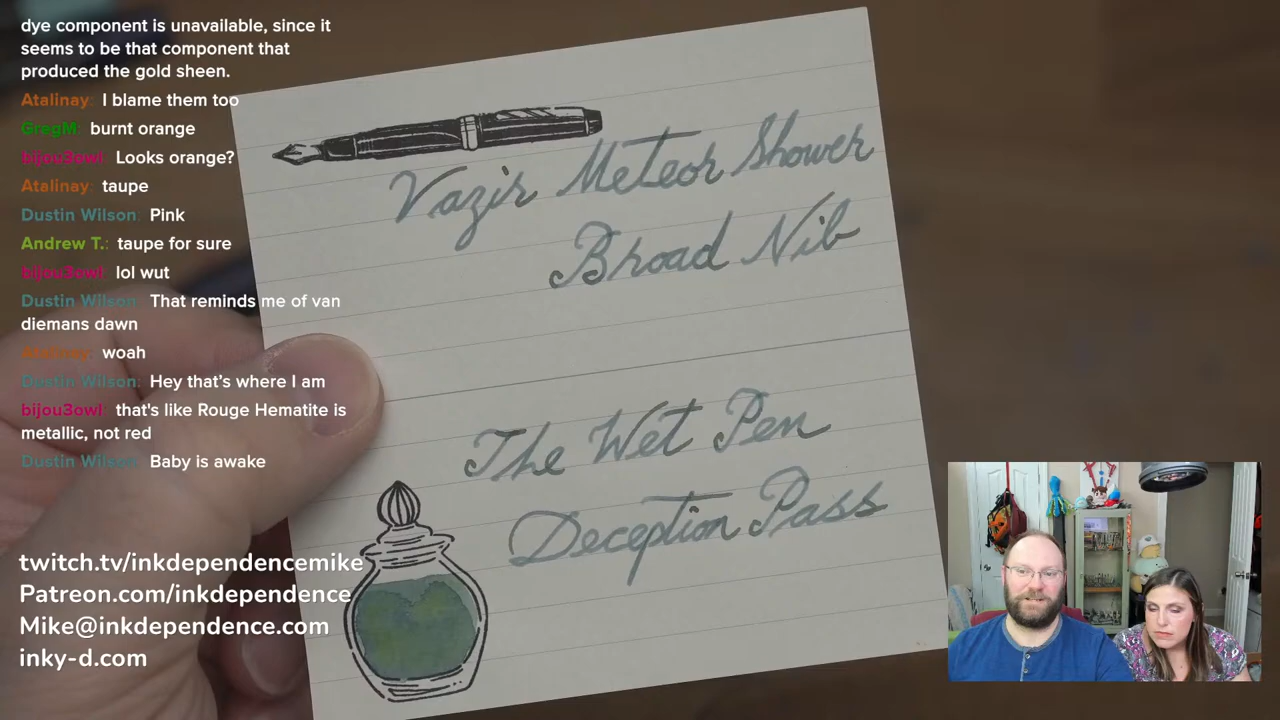 dye component is unavailable, since it
seems to be that component that
produced the gold sheen.
Atalinay: I blame them too
GregM: burnt orange
bijou3owl: Looks orange?
Atalinay: taupe
Dustin Wilson: Pink
Andrew T.: taupe for sure
bijou3owl: lol wut
Dustin Wilson: That reminds me of van
diemans dawn
Atalinay: woah
Dustin Wilson: Hey that's where I am
bijou3owl: that's like Rouge Hematite is
metallic, not red
Dustin Wilson: Baby is awake
twitch.tv/inkdependencemike
Patreon.com/inkdependence
Mike@inkdependence.com
inky-d.com
Vazir Meteor Shower
Broad Nib
The Wet Pen
Deception Pass